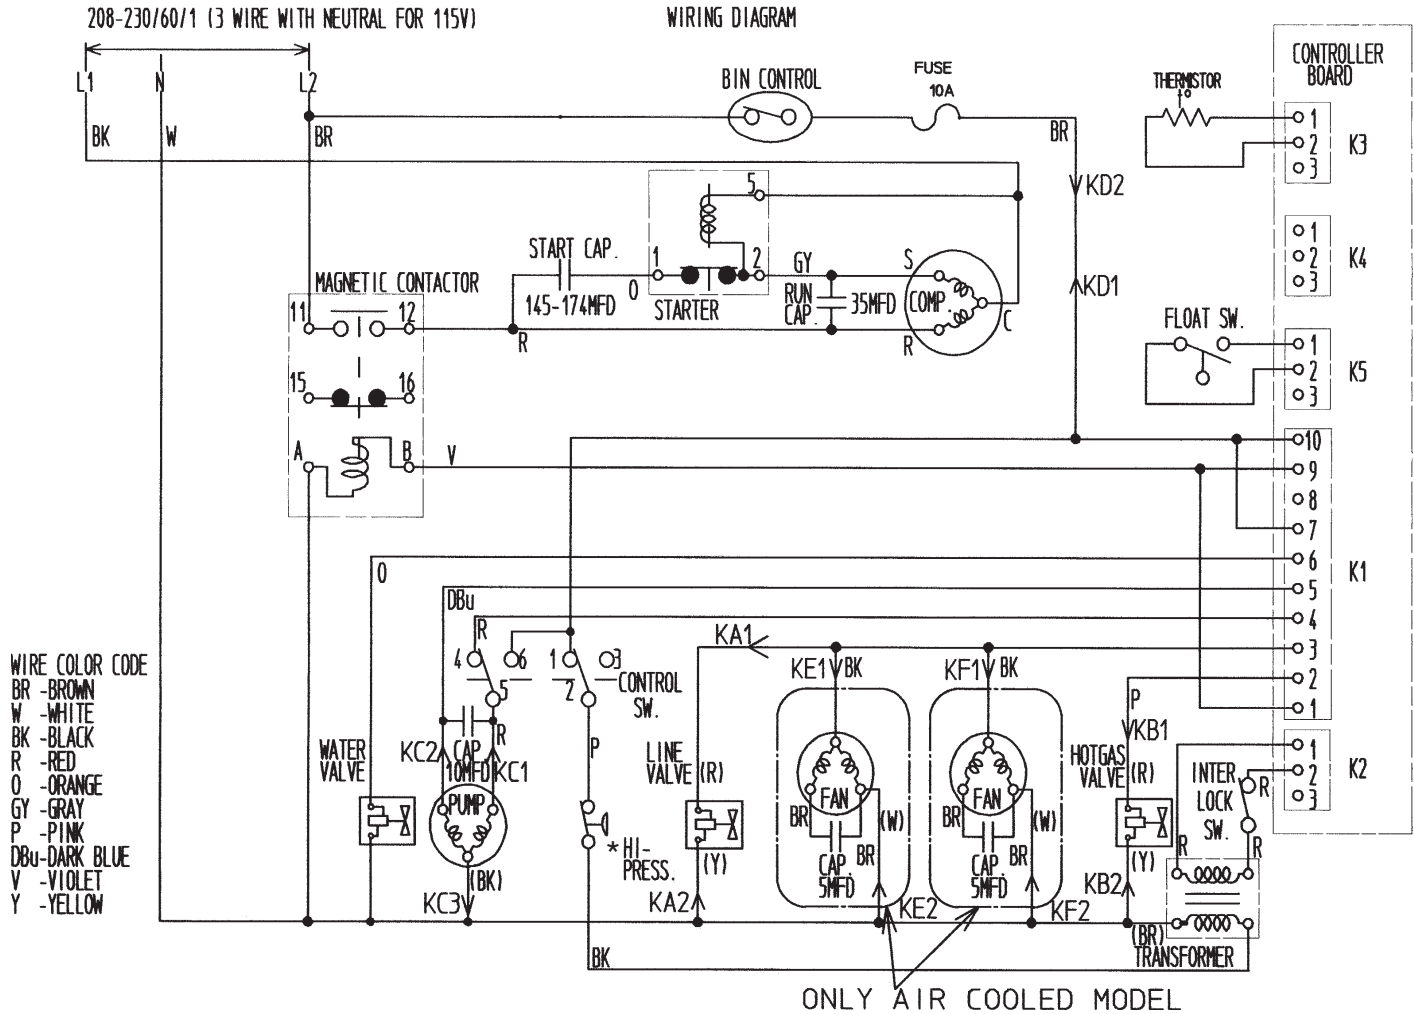 208-230/60/1 (3 WIRE WITH NEUTRAL FOR 115V)
WIRING DIAGRAM
L1
N
L2
BK
W
BR
BIN CONTROL
FUSE
10A
BR
KD2
KD1
THERMISTOR
CONTROLLER
BOARD
1
2
3
K3
1
2
3
K4
FLOAT SW.
1
2
3
K5
START CAP.
145-174MFD
1
O
5
2
STARTER
GY
RUN
CAP.
35MFD
S
COMP.
R
C
MAGNETIC CONTACTOR
11
12
R
15
16
A
B
V
10
9
8
7
6
5
4
3
2
1
K1
O
DBu
R
4
6
5
1
3
2
CONTROL
SW.
KA1
KE1
BK
KF1
BK
P
KB1
WIRE COLOR CODE
BR -BROWN
W -WHITE
BK -BLACK
R -RED
O -ORANGE
GY -GRAY
P -PINK
DBu-DARK BLUE
V -VIOLET
Y -YELLOW
WATER
VALVE
KC2
CAP
10MFD
R
KC1
PUMP
(BK)
KC3
P
*HI-
PRESS.
BK
LINE
VALVE (R)
(Y)
KA2
FAN
BR
CAP.
5MFD
BR
(W)
KE2
FAN
BR
CAP.
5MFD
BR
(W)
KF2
HOTGAS
VALVE (R)
(Y)
KB2
INTER
LOCK
SW.
R
R
R
1
2
3
K2
(BR)
TRANSFORMER
ONLY AIR COOLED MODEL